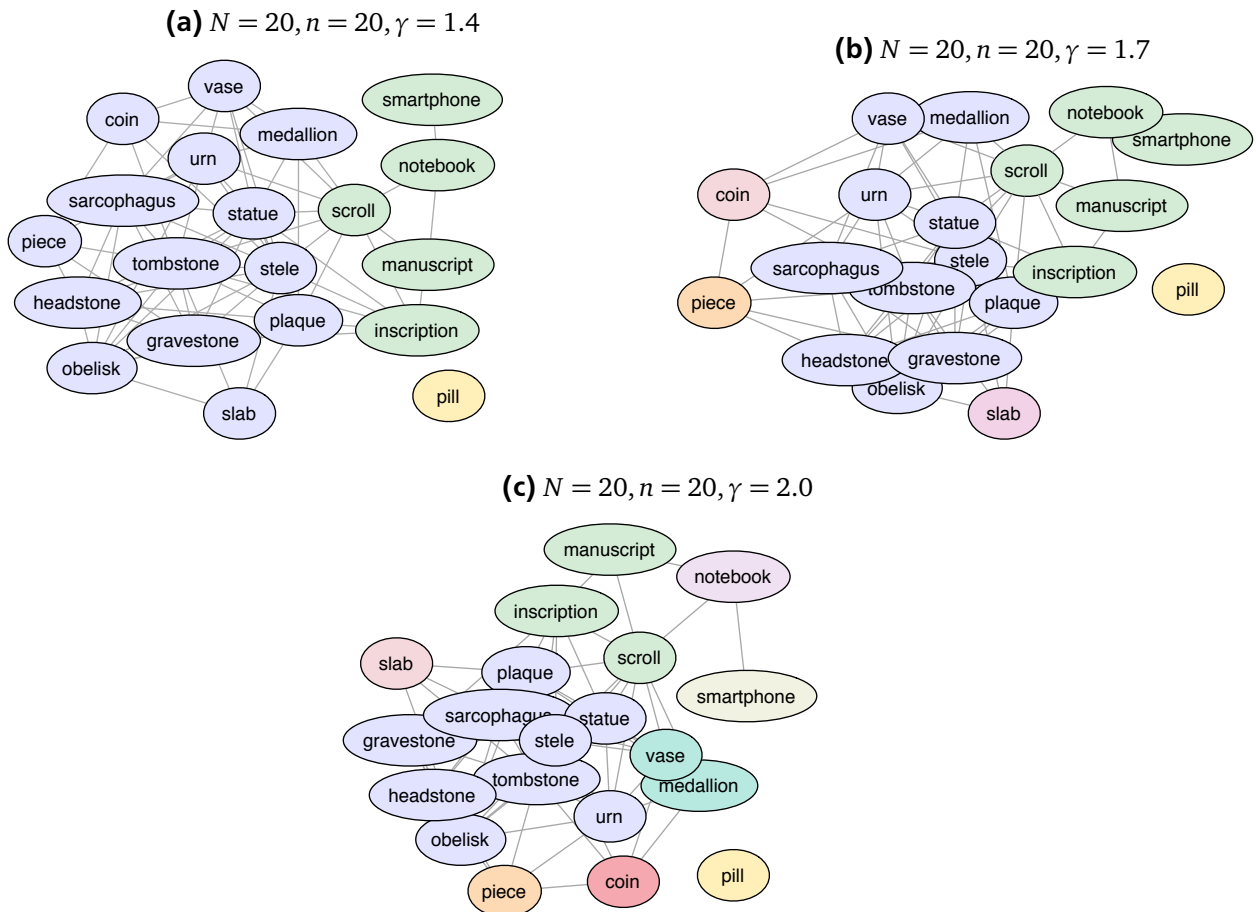 (a) N = 20, n = 20, γ = 1.4
vase
coin
medallion
smartphone
urn
notebook
sarcophagus
statue
scroll
piece
tombstone
stele
manuscript
headstone
plaque
inscription
gravestone
obelisk
pill
slab
(b) N = 20, n = 20, γ = 1.7
vase
medallion
notebook
smartphone
scroll
coin
urn
manuscript
statue
sarcophagus
stele
inscription
tombstone
pill
piece
plaque
headstone
gravestone
obelisk
slab
(c) N = 20, n = 20, γ = 2.0
manuscript
notebook
inscription
slab
scroll
plaque
smartphone
sarcophagus
statue
gravestone
stele
vase
tombstone
medallion
headstone
urn
obelisk
piece
coin
pill